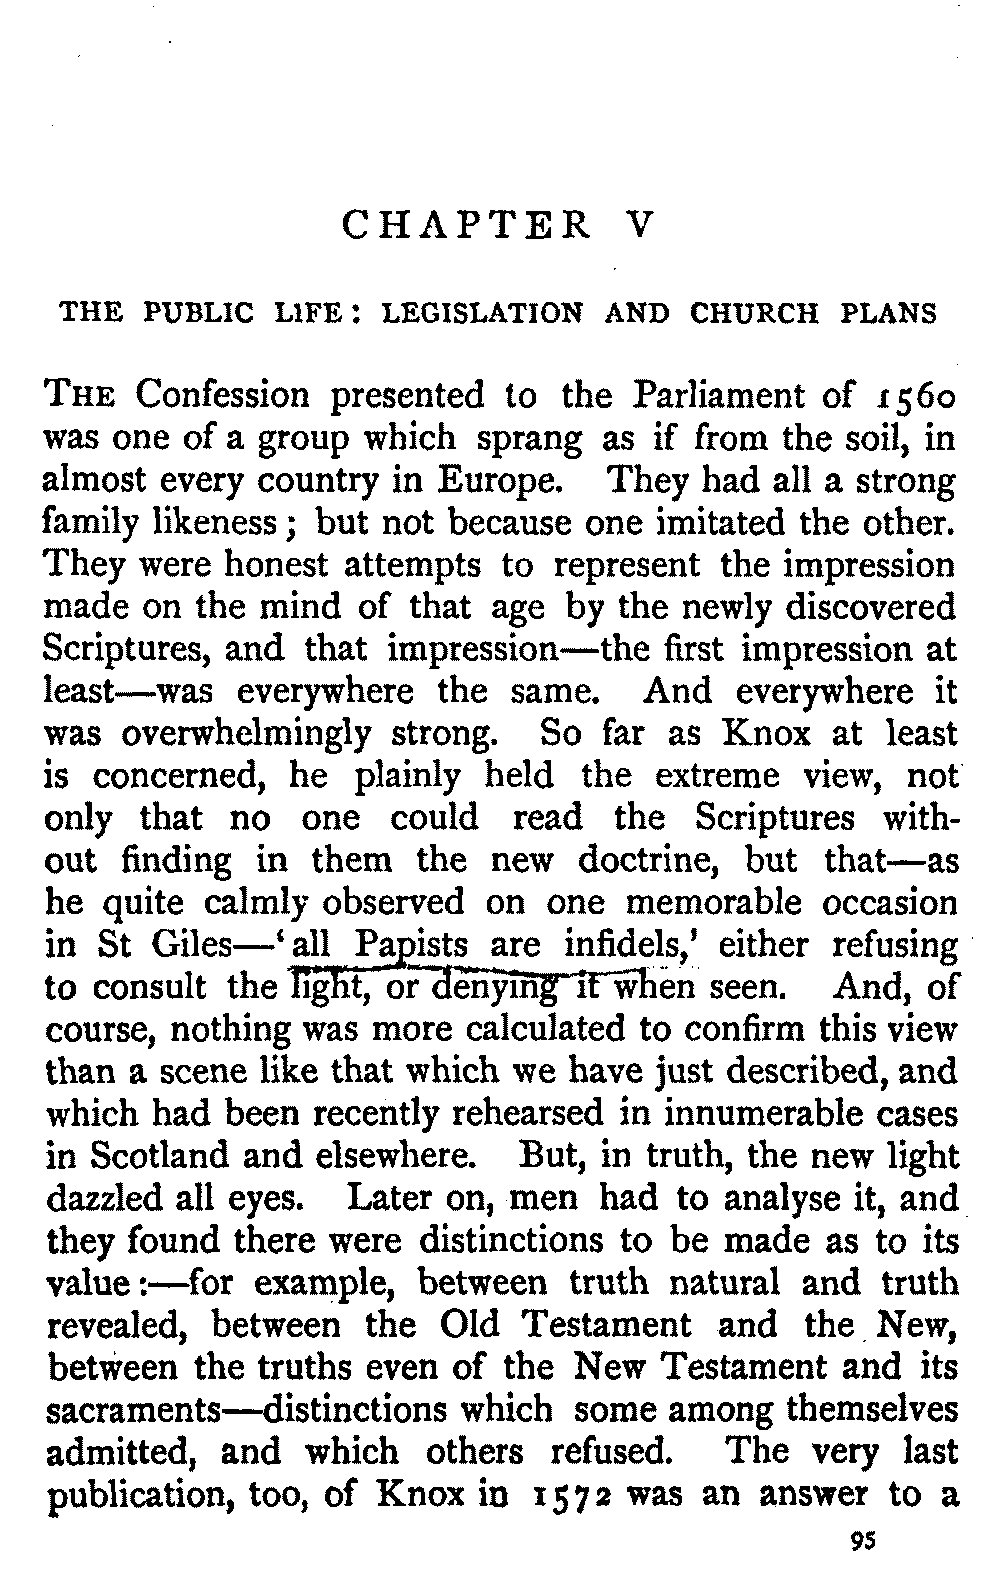 CHAPTER V
THE PUBLIC LIFE: LEGISLATION AND CHURCH PLANS
THE Confession presented to the Parliament of 1560
was one of a group which sprang as if from the soil, in
almost every country in Europe. They had all a strong
family likeness; but not because one imitated the other.
They were honest attempts to represent the impression
made on the mind of that age by the newly discovered
Scriptures, and that impression—the first impression at
least—was everywhere the same. And everywhere it
was overwhelmingly strong. So far as Knox at least
is concerned, he plainly held the extreme view, not
only that no one could read the Scriptures with-
out finding in them the new doctrine, but that—as
he quite calmly observed on one memorable occasion
in St Giles—‘all Papists are infidels,’ either refusing
to consult the light, or denying it when seen. And, of
course, nothing was more calculated to confirm this view
than a scene like that which we have just described, and
which had been recently rehearsed in innumerable cases
in Scotland and elsewhere. But, in truth, the new light
dazzled all eyes. Later on, men had to analyse it, and
they found there were distinctions to be made as to its
value:—for example, between truth natural and truth
revealed, between the Old Testament and the New,
between the truths even of the New Testament and its
sacraments—distinctions which some among themselves
admitted, and which others refused. The very last
publication, too, of Knox in 1572 was an answer to a
95